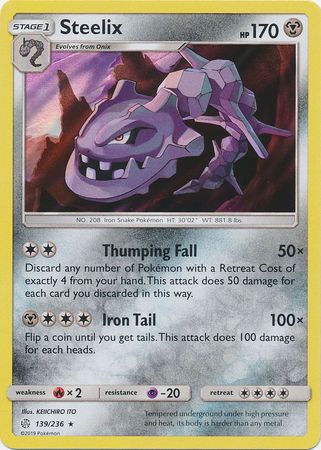 STAGE1 Steelix HP 170
Evolves from Onix
NO. 208 Iron Snake Pokémon HT: 30'02" WT: 881.8 lbs.
Thumping Fall 50×
Discard any number of Pokémon with a Retreat Cost of
exactly 4 from your hand. This attack does 50 damage for
each card you discarded in this way.
Iron Tail 100×
Flip a coin until you get tails. This attack does 100 damage
for each heads.
weakness × 2 resistance -20 retreat
Illus. KEIICHIRO ITO
139/236 ★
©2019 Pokémon
Tempered underground under high pressure
and heat, its body is harder than any metal.